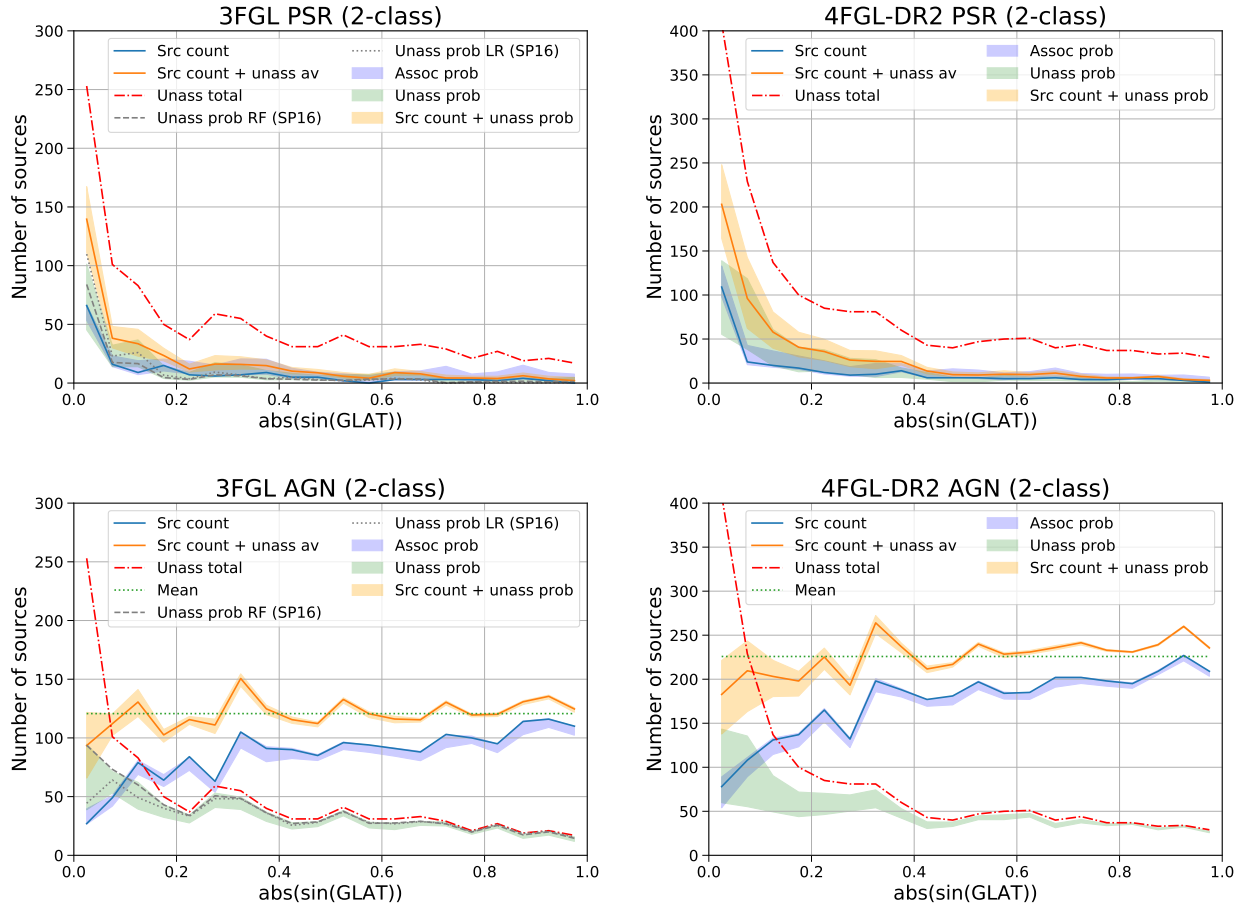 3FGL PSR (2-class)
300
250
200
150
100
50
0
Number of sources
Src count
Src count + unass av
Unass total
Unass prob RF (SP16)
Unass prob LR (SP16)
Assoc prob
Unass prob
Src count + unass prob
0.0 0.2 0.4 0.6 0.8 1.0
abs(sin(GLAT))
4FGL-DR2 PSR (2-class)
400
350
300
250
200
150
100
50
0
Number of sources
Src count
Src count + unass av
Unass total
Assoc prob
Unass prob
Src count + unass prob
0.0 0.2 0.4 0.6 0.8 1.0
abs(sin(GLAT))
3FGL AGN (2-class)
300
250
200
150
100
50
0
Number of sources
Src count
Src count + unass av
Unass total
Mean
Unass prob RF (SP16)
Unass prob LR (SP16)
Assoc prob
Unass prob
Src count + unass prob
0.0 0.2 0.4 0.6 0.8 1.0
abs(sin(GLAT))
4FGL-DR2 AGN (2-class)
400
350
300
250
200
150
100
50
0
Number of sources
Src count
Src count + unass av
Unass total
Mean
Assoc prob
Unass prob
Src count + unass prob
0.0 0.2 0.4 0.6 0.8 1.0
abs(sin(GLAT))